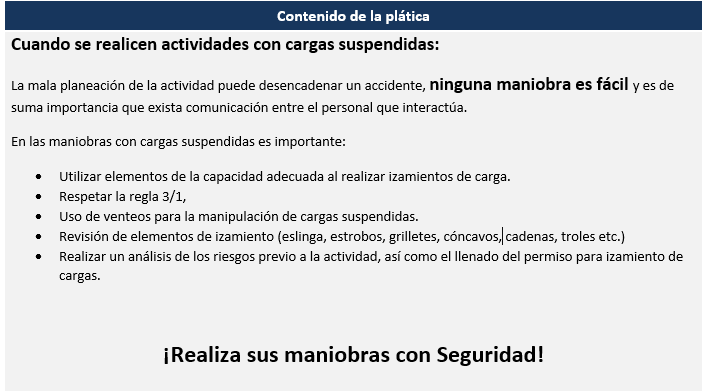 Contenido de la plática
Cuando se realicen actividades con cargas suspendidas:
La mala planeación de la actividad puede desencadenar un accidente, ninguna maniobra es fácil y es de
suma importancia que exista comunicación entre el personal que interactúa.
En las maniobras con cargas suspendidas es importante:
• Utilizar elementos de la capacidad adecuada al realizar izamientos de carga.
• Respetar la regla 3/1,
• Uso de venteos para la manipulación de cargas suspendidas.
• Revisión de elementos de izamiento (eslinga, estrobos, grilletes, cóncavos, cadenas, troles etc.)
• Realizar un análisis de los riesgos previo a la actividad, así como el llenado del permiso para izamiento de
cargas.
¡Realiza sus maniobras con Seguridad!